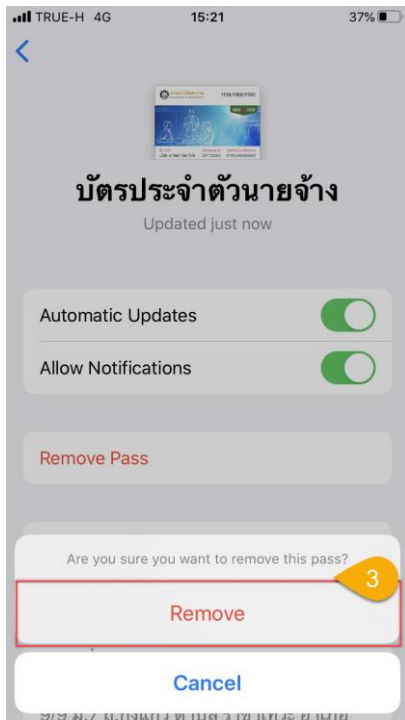 TRUE-H 4G 15:21 37%
บัตรประจำตัวนายจ้าง
Updated just now
Automatic Updates
Allow Notifications
Remove Pass
Are you sure you want to remove this pass?
3
Remove
Cancel